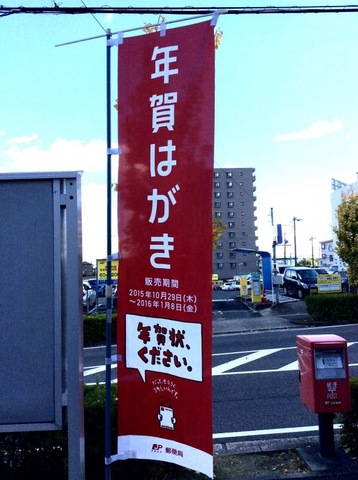 年賀はがき
販売期間
2015年10月29日(木)
～2016年1月8日(金)
年賀状、
ください。
郵便局